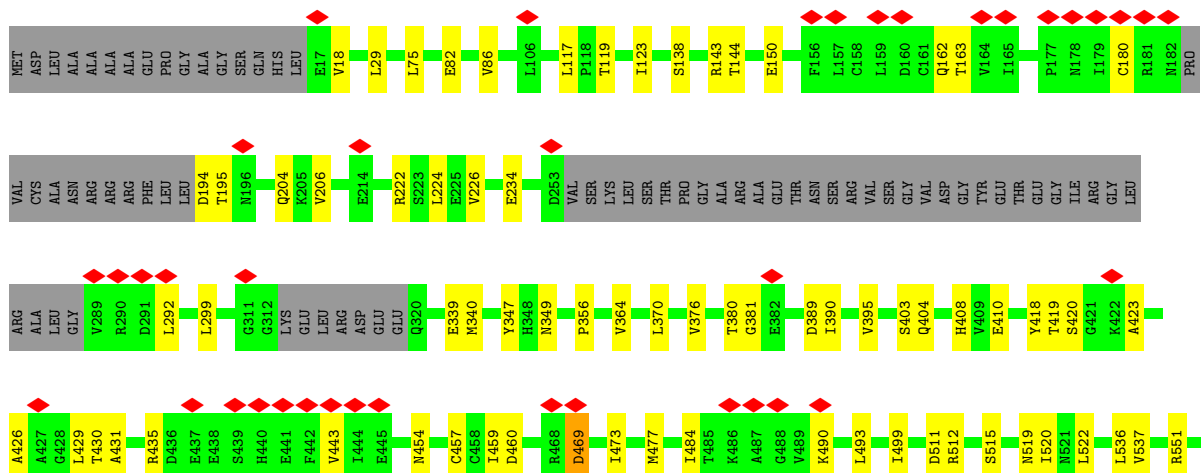 MET ASP LEU ALA ALA ALA ALA ALA GLU PRO GLY ALA GLY SER GLN HIS LEU E17 V18 L29 L75 E82 V86 L106 L117 P118 T119 I123 S138 R143 T144 E150 F156 L157 C158 L159 D160 C161 Q162 T163 V164 I165 P177 N178 I179 C180 R181 N182 PRO
VAL CYS ALA ASN ARG ARG ARG PHE LEU LEU D194 T195 N196 Q204 K205 V206 E214 R222 S223 L224 E225 V226 E234 D253 VAL SER LYS LEU SER THR PRO GLY ALA ARG ALA GLU THR ASN SER ARG VAL SER GLY VAL ASP GLY TYR GLU THR GLU GLY ILE ARG GLY LEU
ARG ALA LEU GLY V289 R290 D291 L292 L299 G311 G312 LYS GLU LEU ARG ASP GLU GLU Q320 E339 M340 Y347 H348 N349 P356 V364 L370 V376 T380 G381 E382 D389 I390 V395 S403 Q404 H408 V409 E410 Y418 T419 S420 G421 K422 A423
A426 A427 G428 L429 T430 A431 R435 D436 E437 E438 S439 H440 E441 F442 V443 I444 E445 N454 C457 C458 I459 D460 R468 D469 I473 M477 I484 T485 K486 A487 G488 V489 K490 L493 I499 D511 R512 S515 N519 I520 N521 L522 L536 V537 R551